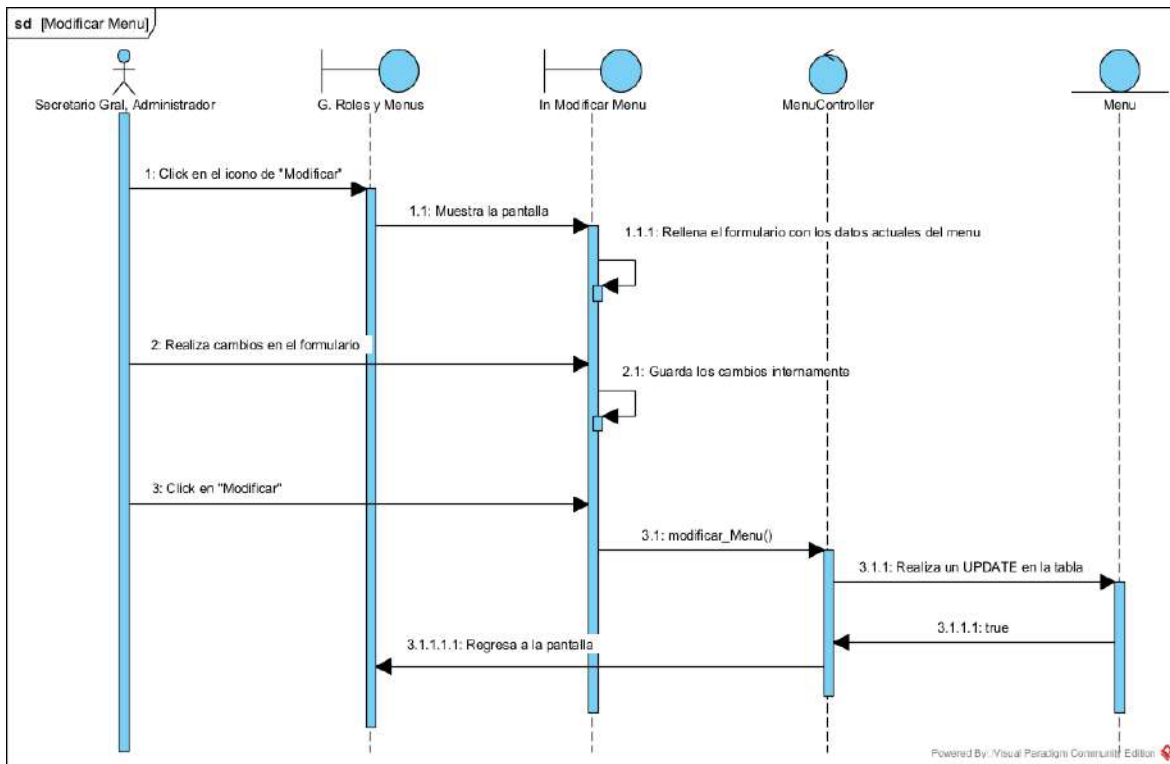 sd [Modificar Menu]
Secretario Gral, Administrador
G. Roles y Menus
In Modificar Menu
MenuController
Menu
1: Click en el icono de "Modificar"
1.1: Muestra la pantalla
1.1.1: Rellena el formulario con los datos actuales del menu
2: Realiza cambios en el formulario
2.1: Guarda los cambios internamente
3: Click en "Modificar"
3.1: modificar_Menu()
3.1.1: Realiza un UPDATE en la tabla
3.1.1.1: true
3.1.1.1.1: Regresa a la pantalla
Powered By: Visual Paradigm Community Edition